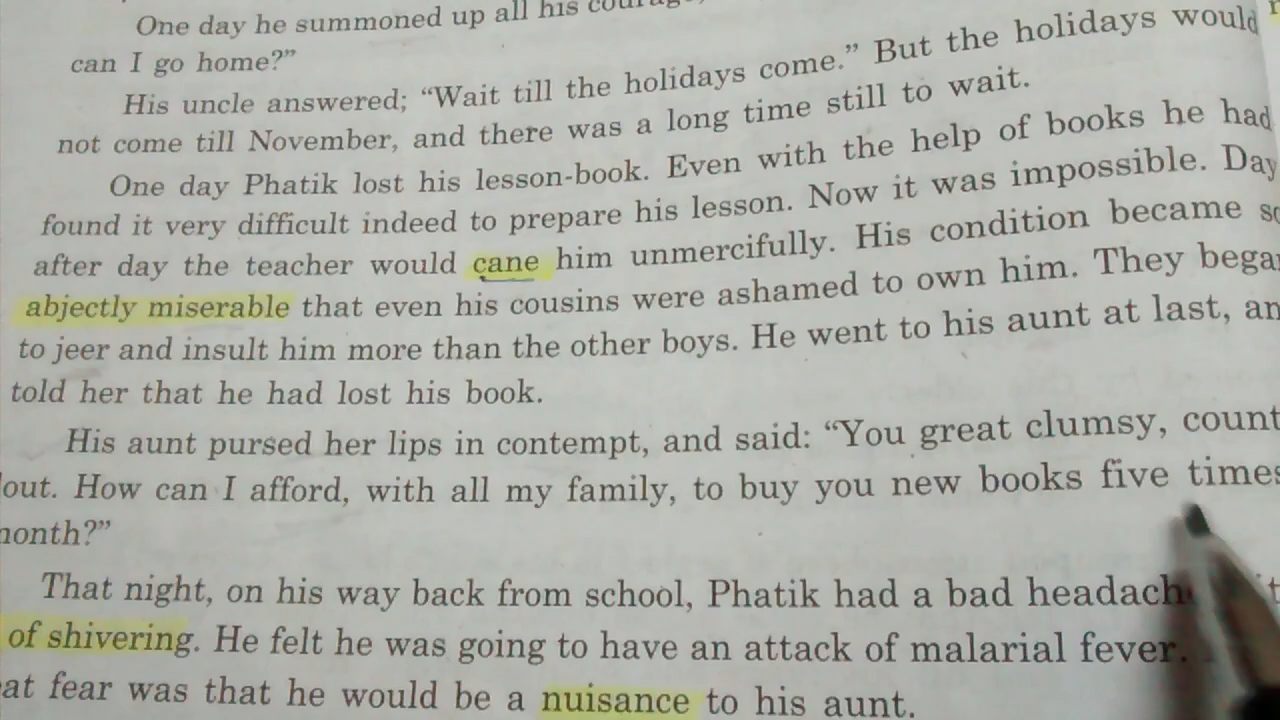 One day he summoned up all his courage,
can I go home?"
His uncle answered; "Wait till the holidays come." But the holidays would
not come till November, and there was a long time still to wait.
One day Phatik lost his lesson-book. Even with the help of books he had
found it very difficult indeed to prepare his lesson. Now it was impossible. Day
after day the teacher would cane him unmercifully. His condition became so
abjectly miserable that even his cousins were ashamed to own him. They began
to jeer and insult him more than the other boys. He went to his aunt at last, an
told her that he had lost his book.
His aunt pursed her lips in contempt, and said: "You great clumsy, count
out. How can I afford, with all my family, to buy you new books five times
month?"
That night, on his way back from school, Phatik had a bad headach
of shivering. He felt he was going to have an attack of malarial fever.
at fear was that he would be a nuisance to his aunt.